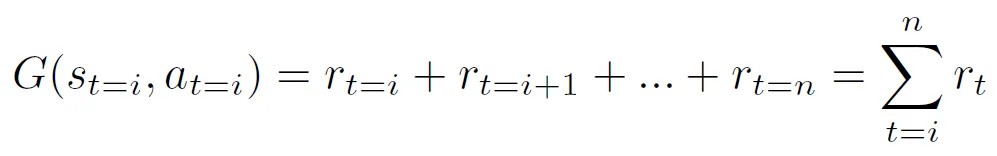 G(s_{t=i}, a_{t=i}) = r_{t=i} + r_{t=i+1} + ... + r_{t=n} = \sum_{t=i}^{n} r_t